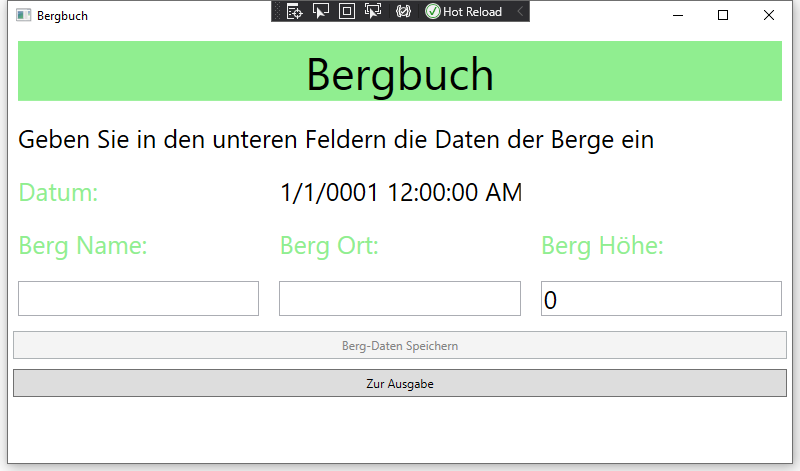 Bergbuch
Hot Reload
Bergbuch
Geben Sie in den unteren Feldern die Daten der Berge ein
Datum: 1/1/0001 12:00:00 AM
Berg Name: Berg Ort: Berg Höhe:
0
Berg-Daten Speichern
Zur Ausgabe